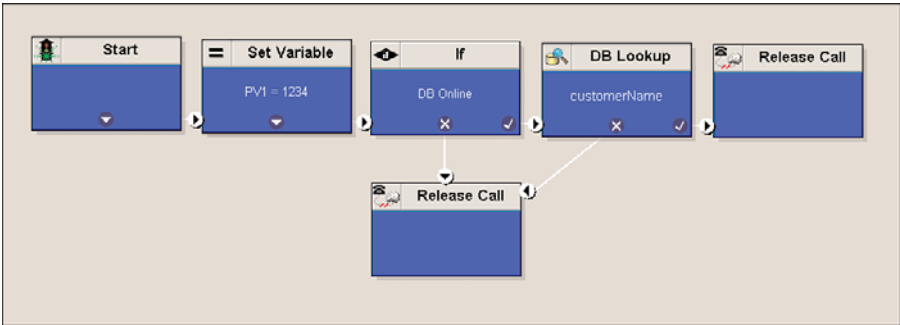 Start
Set Variable
PV1 = 1234
If
DB Online
DB Lookup
customerName
Release Call
Release Call